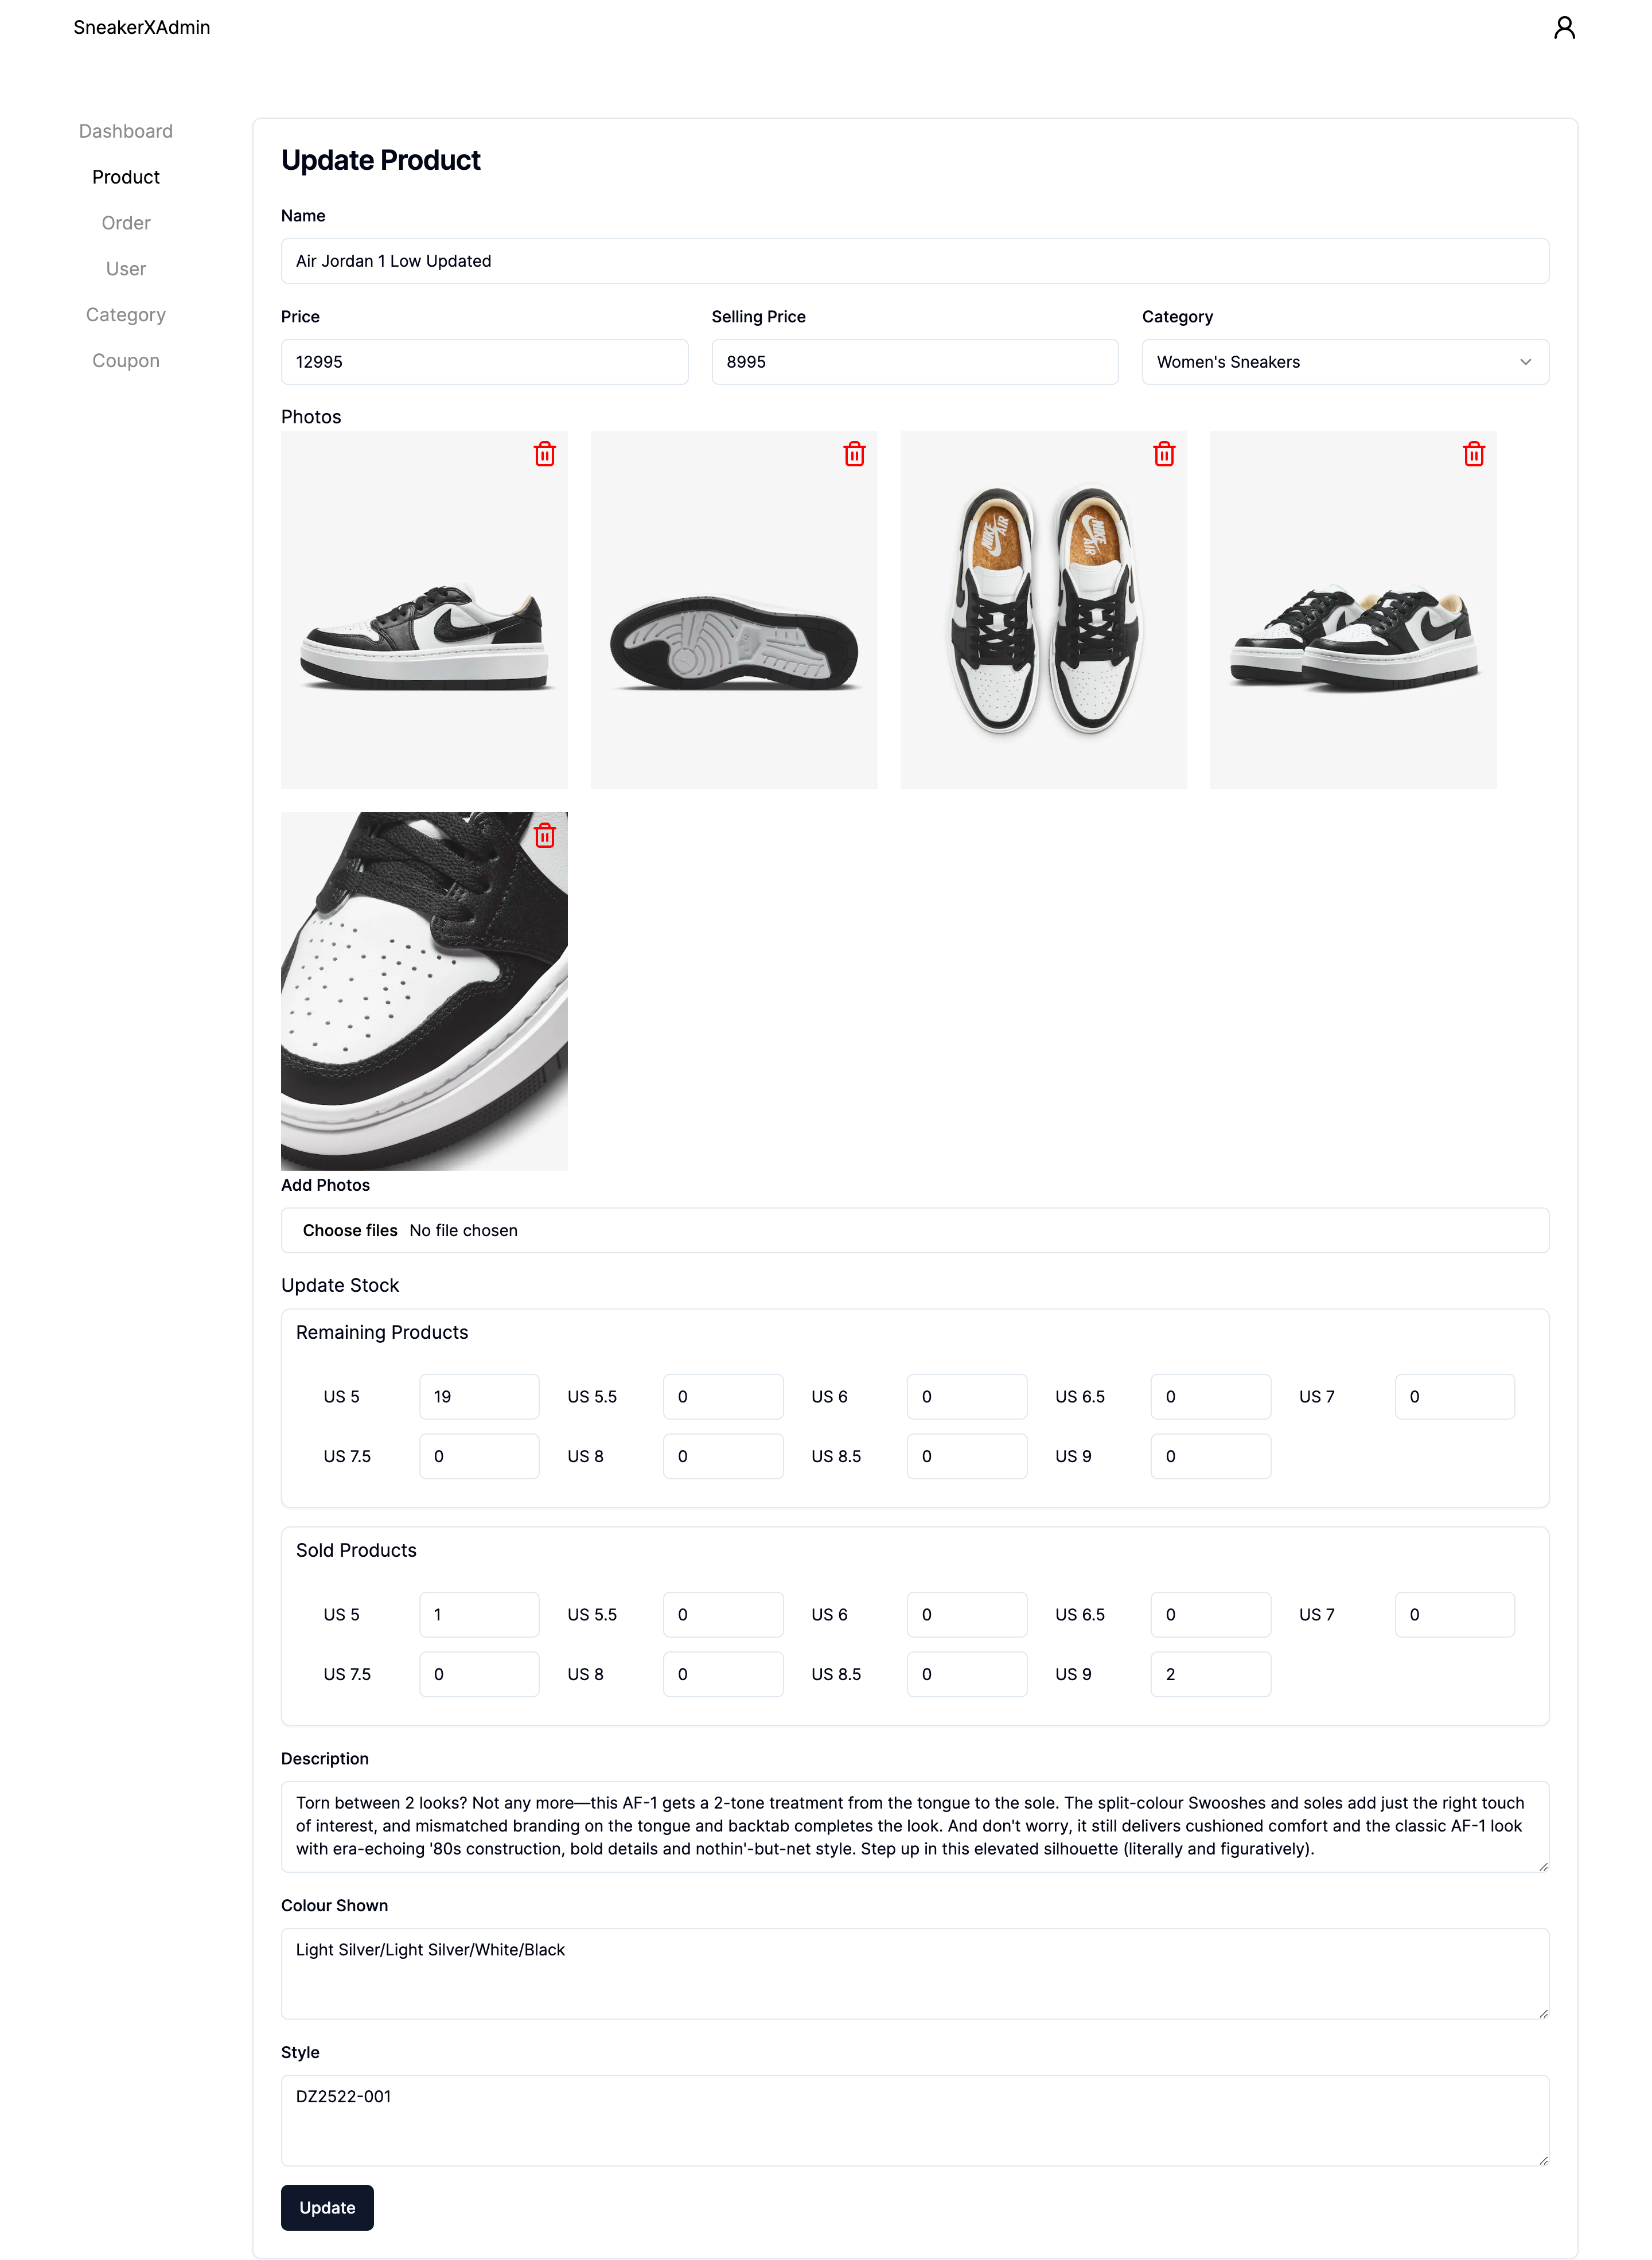 SneakerXAdmin
Dashboard
Product
Order
User
Category
Coupon
Update Product
Name
Air Jordan 1 Low Updated
Price
Selling Price
Category
12995
8995
Women's Sneakers
Photos
NIKE AIR
NIKE AIR
Add Photos
Choose files No file chosen
Update Stock
Remaining Products
US 5 19 US 5.5 0 US 6 0 US 6.5 0 US 7 0
US 7.5 0 US 8 0 US 8.5 0 US 9 0
Sold Products
US 5 1 US 5.5 0 US 6 0 US 6.5 0 US 7 0
US 7.5 0 US 8 0 US 8.5 0 US 9 2
Description
Torn between 2 looks? Not any more—this AF-1 gets a 2-tone treatment from the tongue to the sole. The split-colour Swooshes and soles add just the right touch
of interest, and mismatched branding on the tongue and backtab completes the look. And don't worry, it still delivers cushioned comfort and the classic AF-1 look
with era-echoing '80s construction, bold details and nothin'-but-net style. Step up in this elevated silhouette (literally and figuratively).
Colour Shown
Light Silver/Light Silver/White/Black
Style
DZ2522-001
Update